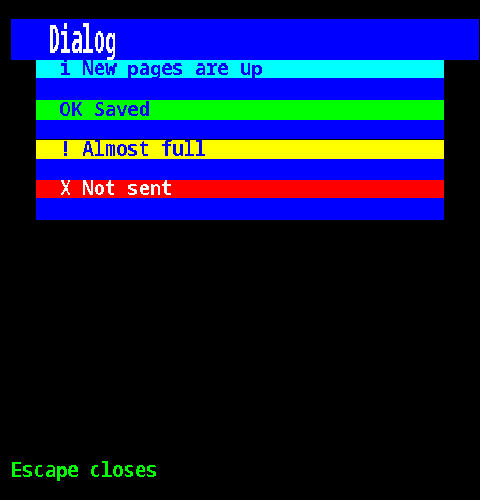 Dialog
i New pages are up
OK Saved
! Almost full
X Not sent
Escape closes